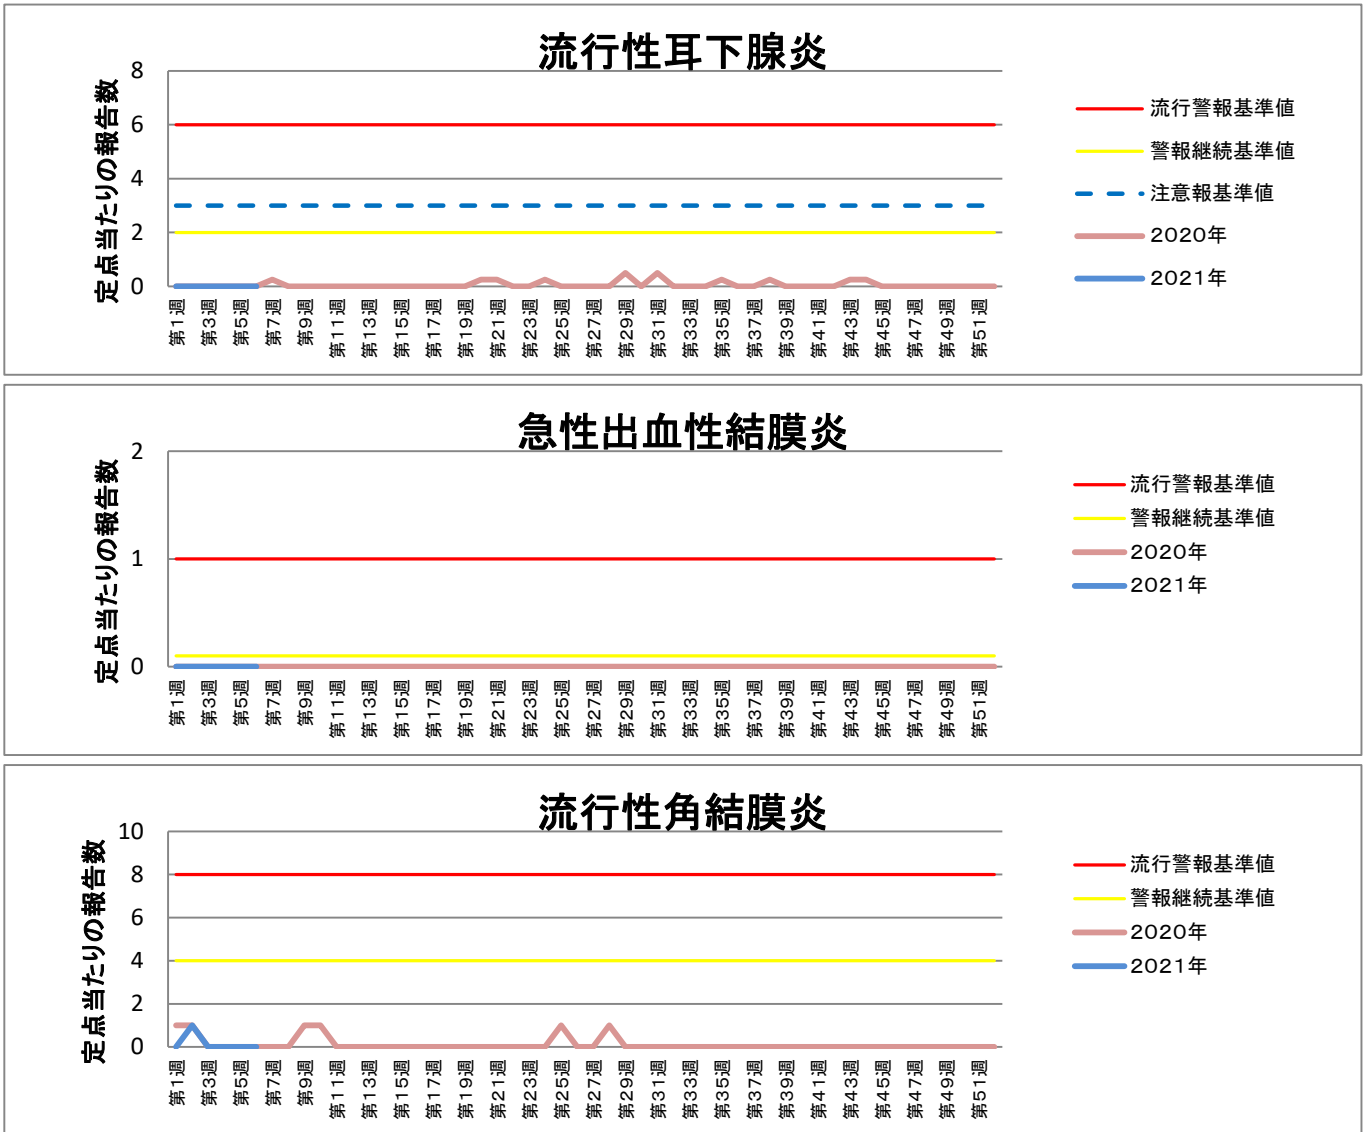 流行性耳下腺炎
定点当たりの報告数
8
6
4
2
0
第1週
第3週
第5週
第7週
第9週
第11週
第13週
第15週
第17週
第19週
第21週
第23週
第25週
第27週
第29週
第31週
第33週
第35週
第37週
第39週
第41週
第43週
第45週
第47週
第49週
第51週
流行警報基準値
警報継続基準値
注意報基準値
2020年
2021年
急性出血性結膜炎
定点当たりの報告数
2
1
0
第1週
第3週
第5週
第7週
第9週
第11週
第13週
第15週
第17週
第19週
第21週
第23週
第25週
第27週
第29週
第31週
第33週
第35週
第37週
第39週
第41週
第43週
第45週
第47週
第49週
第51週
流行警報基準値
警報継続基準値
2020年
2021年
流行性角結膜炎
定点当たりの報告数
10
8
6
4
2
0
第1週
第3週
第5週
第7週
第9週
第11週
第13週
第15週
第17週
第19週
第21週
第23週
第25週
第27週
第29週
第31週
第33週
第35週
第37週
第39週
第41週
第43週
第45週
第47週
第49週
第51週
流行警報基準値
警報継続基準値
2020年
2021年